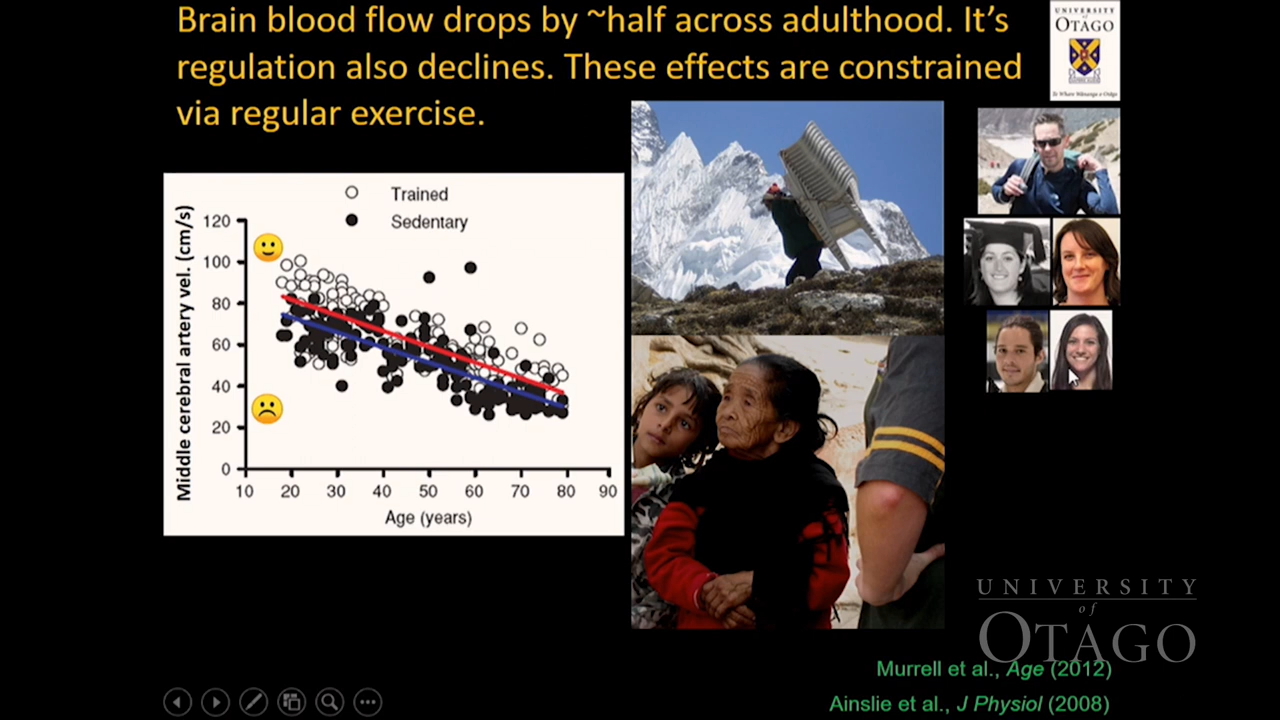 Brain blood flow drops by ~half across adulthood. It's
regulation also declines. These effects are constrained
via regular exercise.
UNIVERSITY
of
OTAGO
Te Whare Wānanga o Otāgo
Trained
Sedentary
Middle cerebral artery vel. (cm/s)
120
100
80
60
40
20
0
10 20 30 40 50 60 70 80 90
Age (years)
UNIVERSITY
of
OTAGO
Murrell et al., Age (2012)
Ainslie et al., J Physiol (2008)